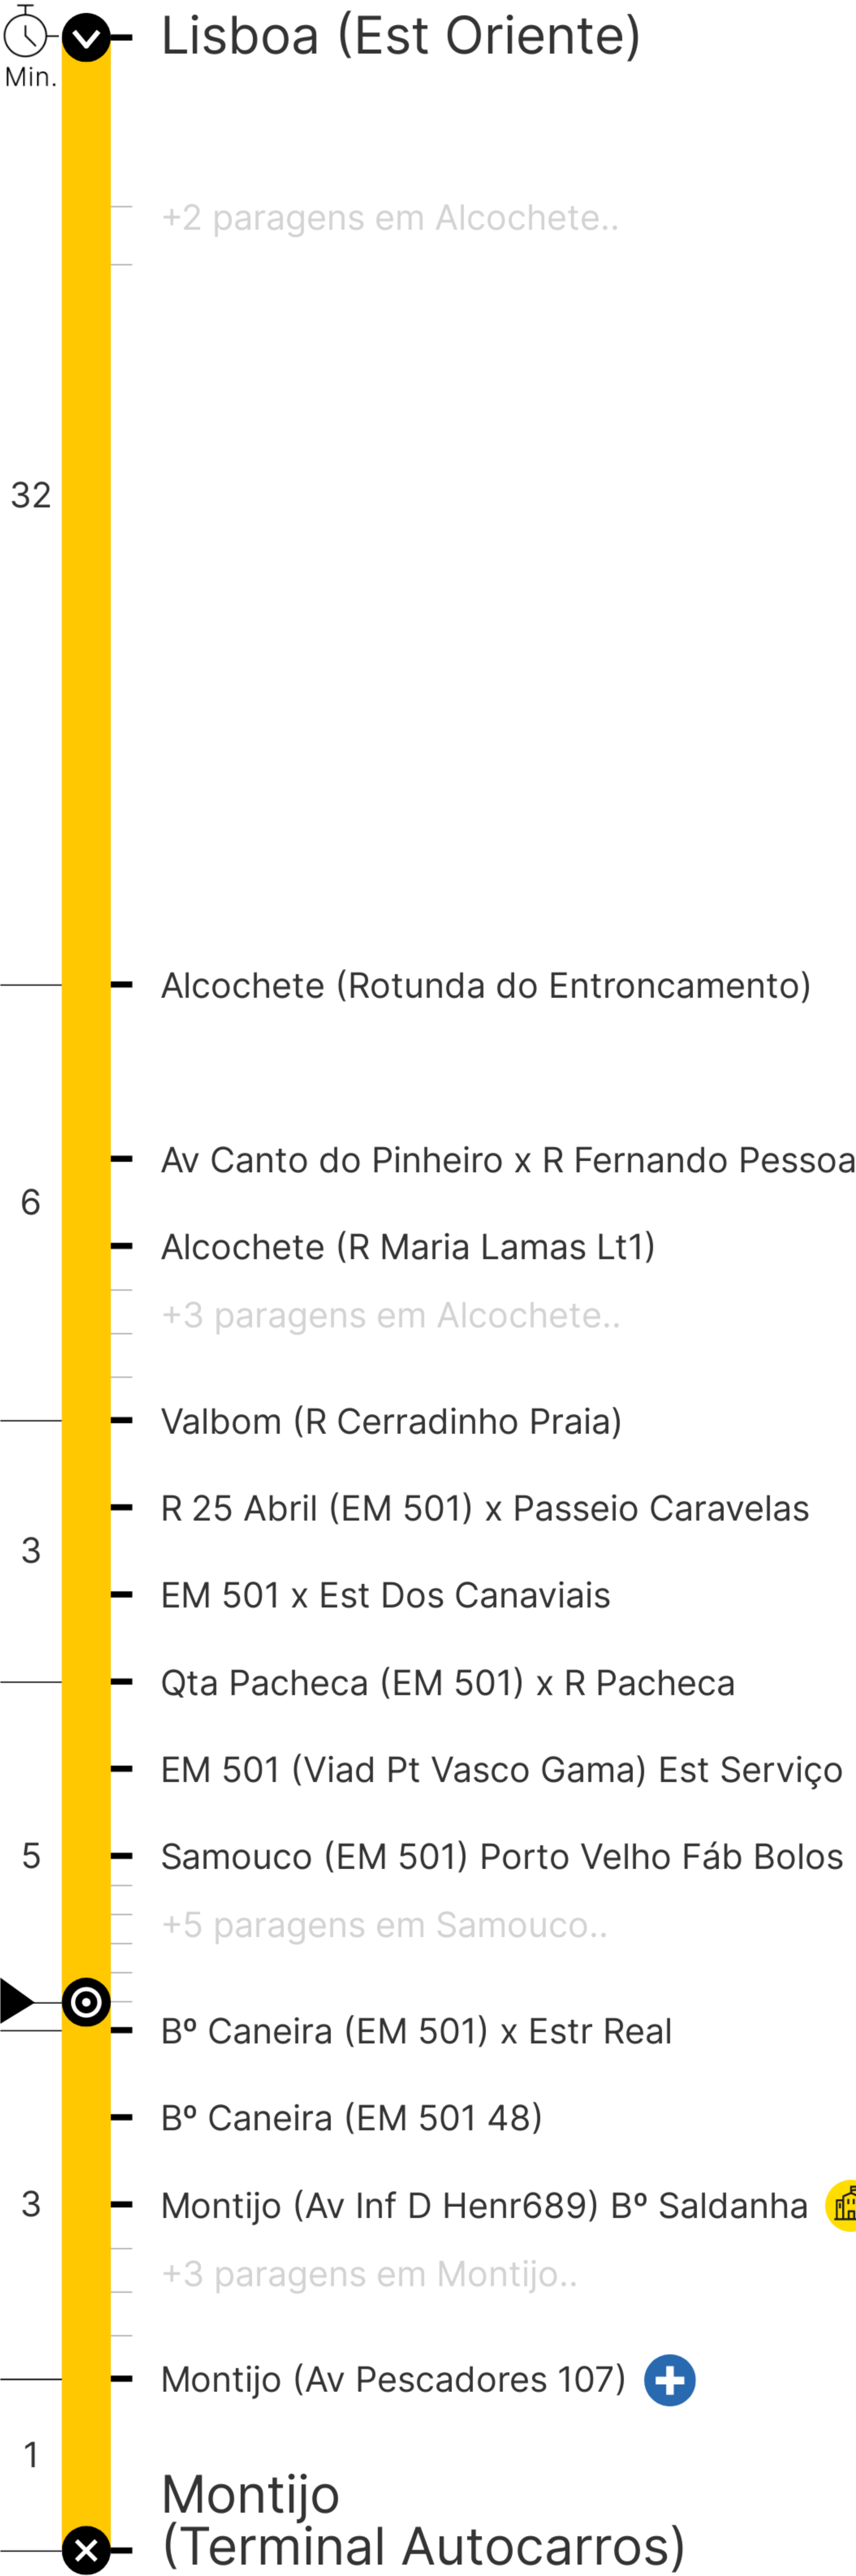 Lisboa (Est Oriente)
Min.
+2 paragens em Alcochete..
32
Alcochete (Rotunda do Entroncamento)
Av Canto do Pinheiro x R Fernando Pessoa
6
Alcochete (R Maria Lamas Lt1)
+3 paragens em Alcochete..
Valbom (R Cerradinho Praia)
R 25 Abril (EM 501) x Passeio Caravelas
3
EM 501 x Est Dos Canaviais
Qta Pacheca (EM 501) x R Pacheca
EM 501 (Viad Pt Vasco Gama) Est Serviço
5
Samouco (EM 501) Porto Velho Fáb Bolos
+5 paragens em Samouco..
Bº Caneira (EM 501) x Estr Real
Bº Caneira (EM 501 48)
3
Montijo (Av Inf D Henr689) Bº Saldanha
+3 paragens em Montijo..
Montijo (Av Pescadores 107)
1
Montijo
(Terminal Autocarros)